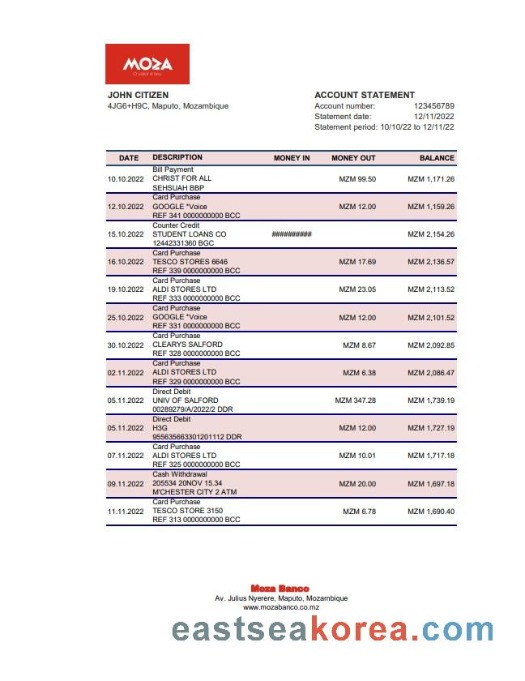 MOZA
JOHN CITIZEN
4JG6+H9C, Maputo, Mozambique
ACCOUNT STATEMENT
Account number: 123456789
Statement date: 12/11/2022
Statement period: 10/10/22 to 12/11/22
DATE DESCRIPTION MONEY IN MONEY OUT BALANCE
Bill Payment
10.10.2022 CHRIST FOR ALL MZM 99.50 MZM 1,171.26
SEHSUAH BBP
Card Purchase
12.10.2022 GOOGLE *Voice MZM 12.00 MZM 1,159.26
REF 341 0000000000 BCC
Counter Credit
15.10.2022 STUDENT LOANS CO ########## MZM 2,154.26
12442331360 BGC
Card Purchase
16.10.2022 TESCO STORES 6646 MZM 17.69 MZM 2,136.57
REF 339 0000000000 BCC
Card Purchase
19.10.2022 ALDI STORES LTD MZM 23.05 MZM 2,113.52
REF 333 0000000000 BCC
Card Purchase
25.10.2022 GOOGLE *Voice MZM 12.00 MZM 2,101.52
REF 331 0000000000 BCC
Card Purchase
30.10.2022 CLEARYS SALFORD MZM 8.67 MZM 2,092.85
REF 328 0000000000 BCC
Card Purchase
02.11.2022 ALDI STORES LTD MZM 6.38 MZM 2,086.47
REF 329 0000000000 BCC
Direct Debit
05.11.2022 UNIV OF SALFORD MZM 347.28 MZM 1,739.19
00289279/A/2022/2 DDR
Direct Debit
05.11.2022 H3G MZM 12.00 MZM 1,727.19
955635663301201112 DDR
Card Purchase
07.11.2022 ALDI STORES LTD MZM 10.01 MZM 1,717.18
REF 325 0000000000 BCC
Cash Withdrawal
09.11.2022 205534 20NOV 15.34 MZM 20.00 MZM 1,697.18
M'CHESTER CITY 2 ATM
Card Purchase
11.11.2022 TESCO STORE 3150 MZM 6.78 MZM 1,690.40
REF 313 0000000000 BCC
Moza Banco
Av. Julius Nyerere, Maputo, Mozambique
www.mozabanco.co.mz
eastseakorea.com